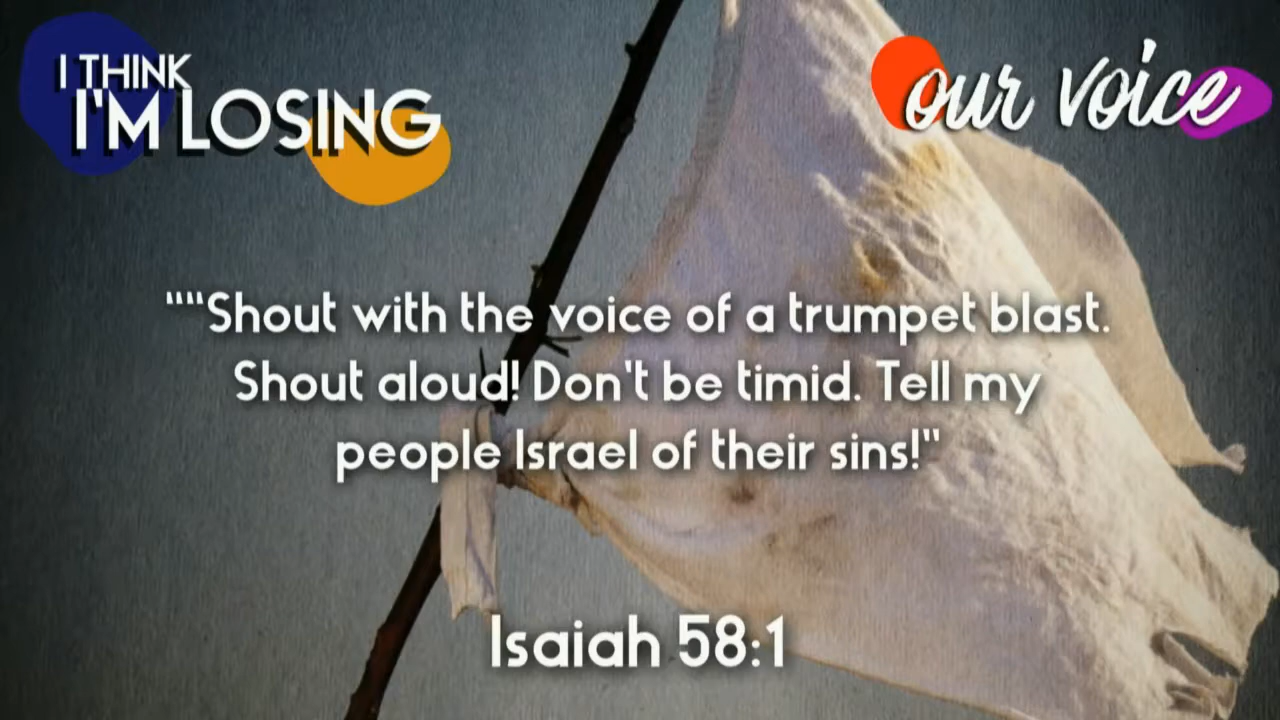 I THINK
I'M LOSING
our voice
""Shout with the voice of a trumpet blast.
Shout aloud! Don't be timid. Tell my
people Israel of their sins!"
Isaiah 58:1